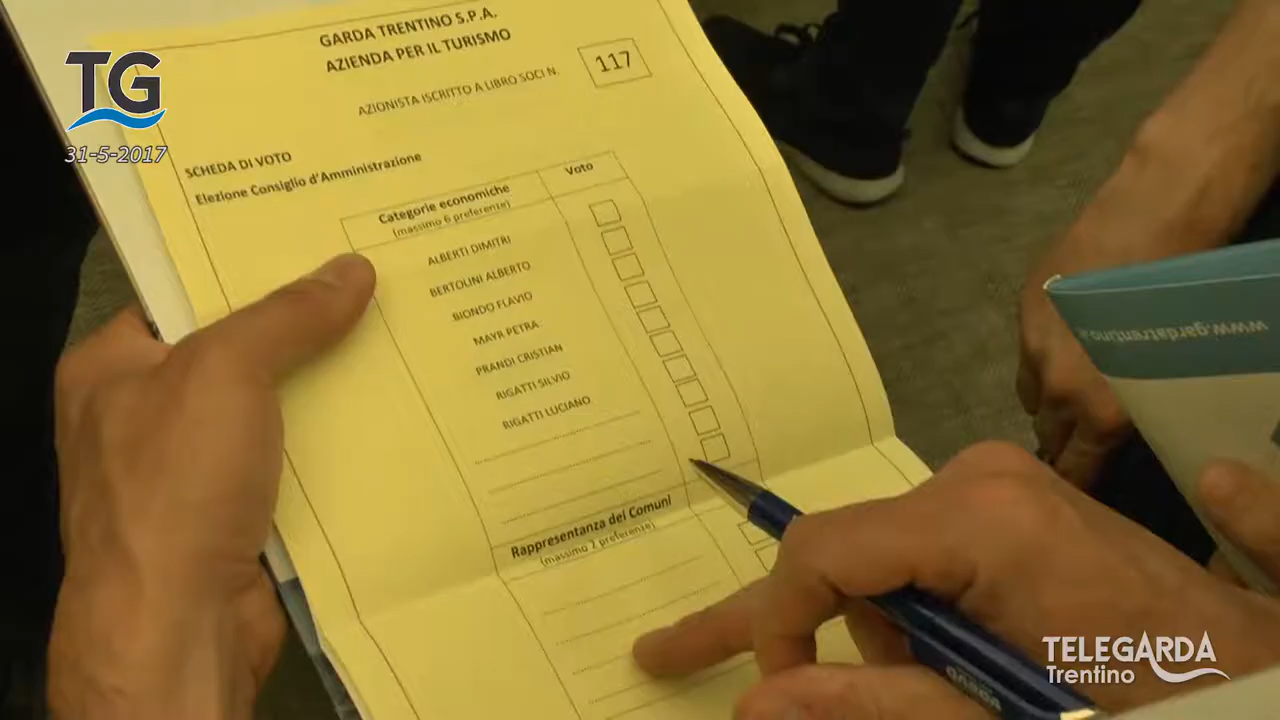 TG
31-5-2017
GARDA TRENTINO S.P.A.
AZIENDA PER IL TURISMO
AZIONISTA ISCRITTO A LIBRO SOCI N.
117
SCHEDA DI VOTO
Elezione Consiglio d'Amministrazione
Categorie economiche
(massimo 6 preferente)
Voto
ALBERTI DIMITRI
BERTOLINI ALBERTO
BIONDO FLAVIO
MAYR PETRA
PRANDI CRISTIAN
RIGATTI SILVIO
RIGATTI LUCIANO
Rappresentanza dei Comuni
(massimo 2 preferenze)
www.gardatrentino.it
TELEGARDA
Trentino